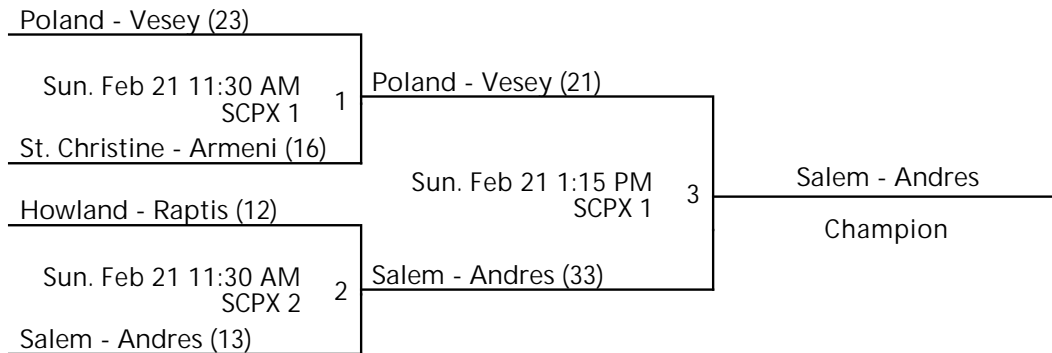 Poland - Vesey (23)
Sun. Feb 21 11:30 AM
SCPX 1
1
St. Christine - Armeni (16)
Poland - Vesey (21)
Sun. Feb 21 1:15 PM
SCPX 1
3
Salem - Andres
Champion
Howland - Raptis (12)
Sun. Feb 21 11:30 AM
SCPX 2
2
Salem - Andres (33)
Salem - Andres (13)